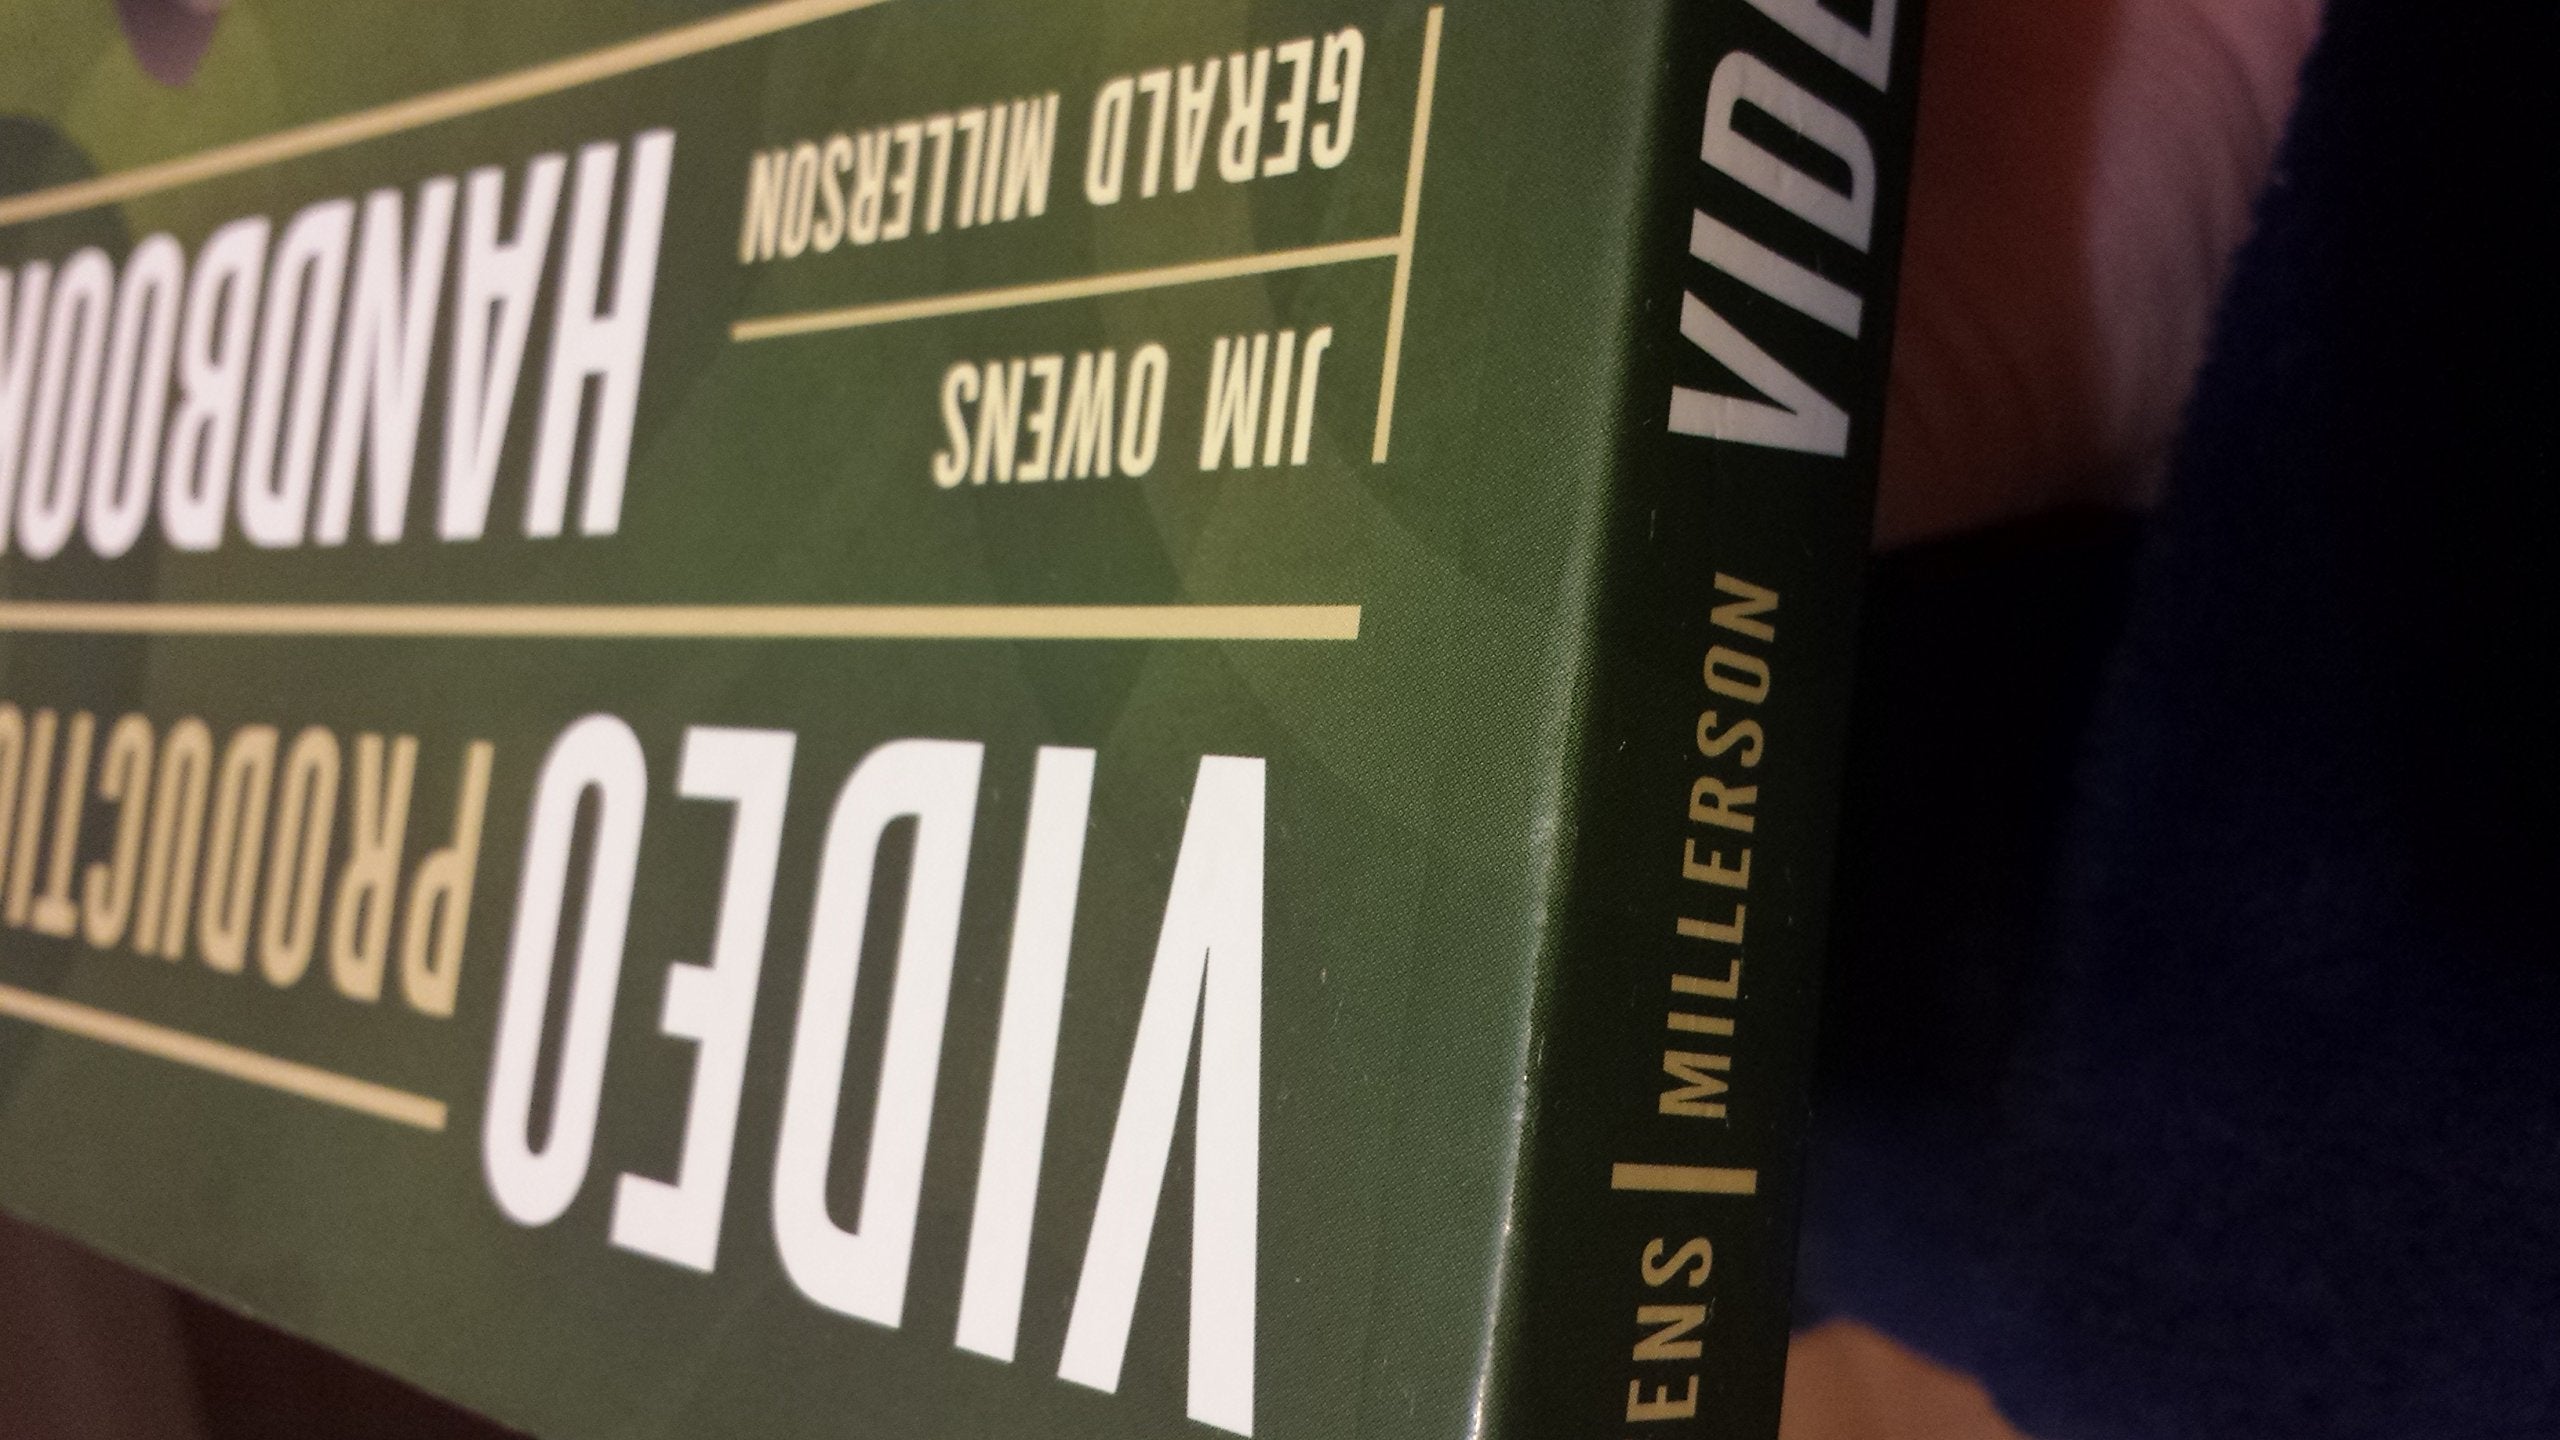 VIDEO
PRODUCTIO
HANDBOOK
JIM OWENS
GERALD MILLERSON
ENS | MILLERSON VIDE